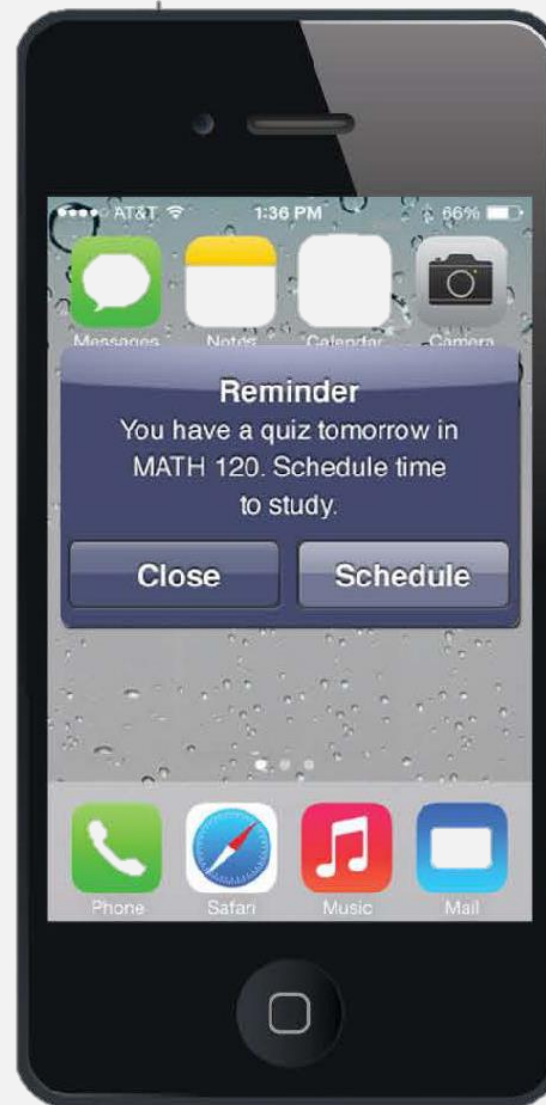 AT&T 1:36 PM 66%
Messages Notes Calendar Camera
Reminder
You have a quiz tomorrow in
MATH 120. Schedule time
to study.
Close Schedule
Phone Safari Music Mail